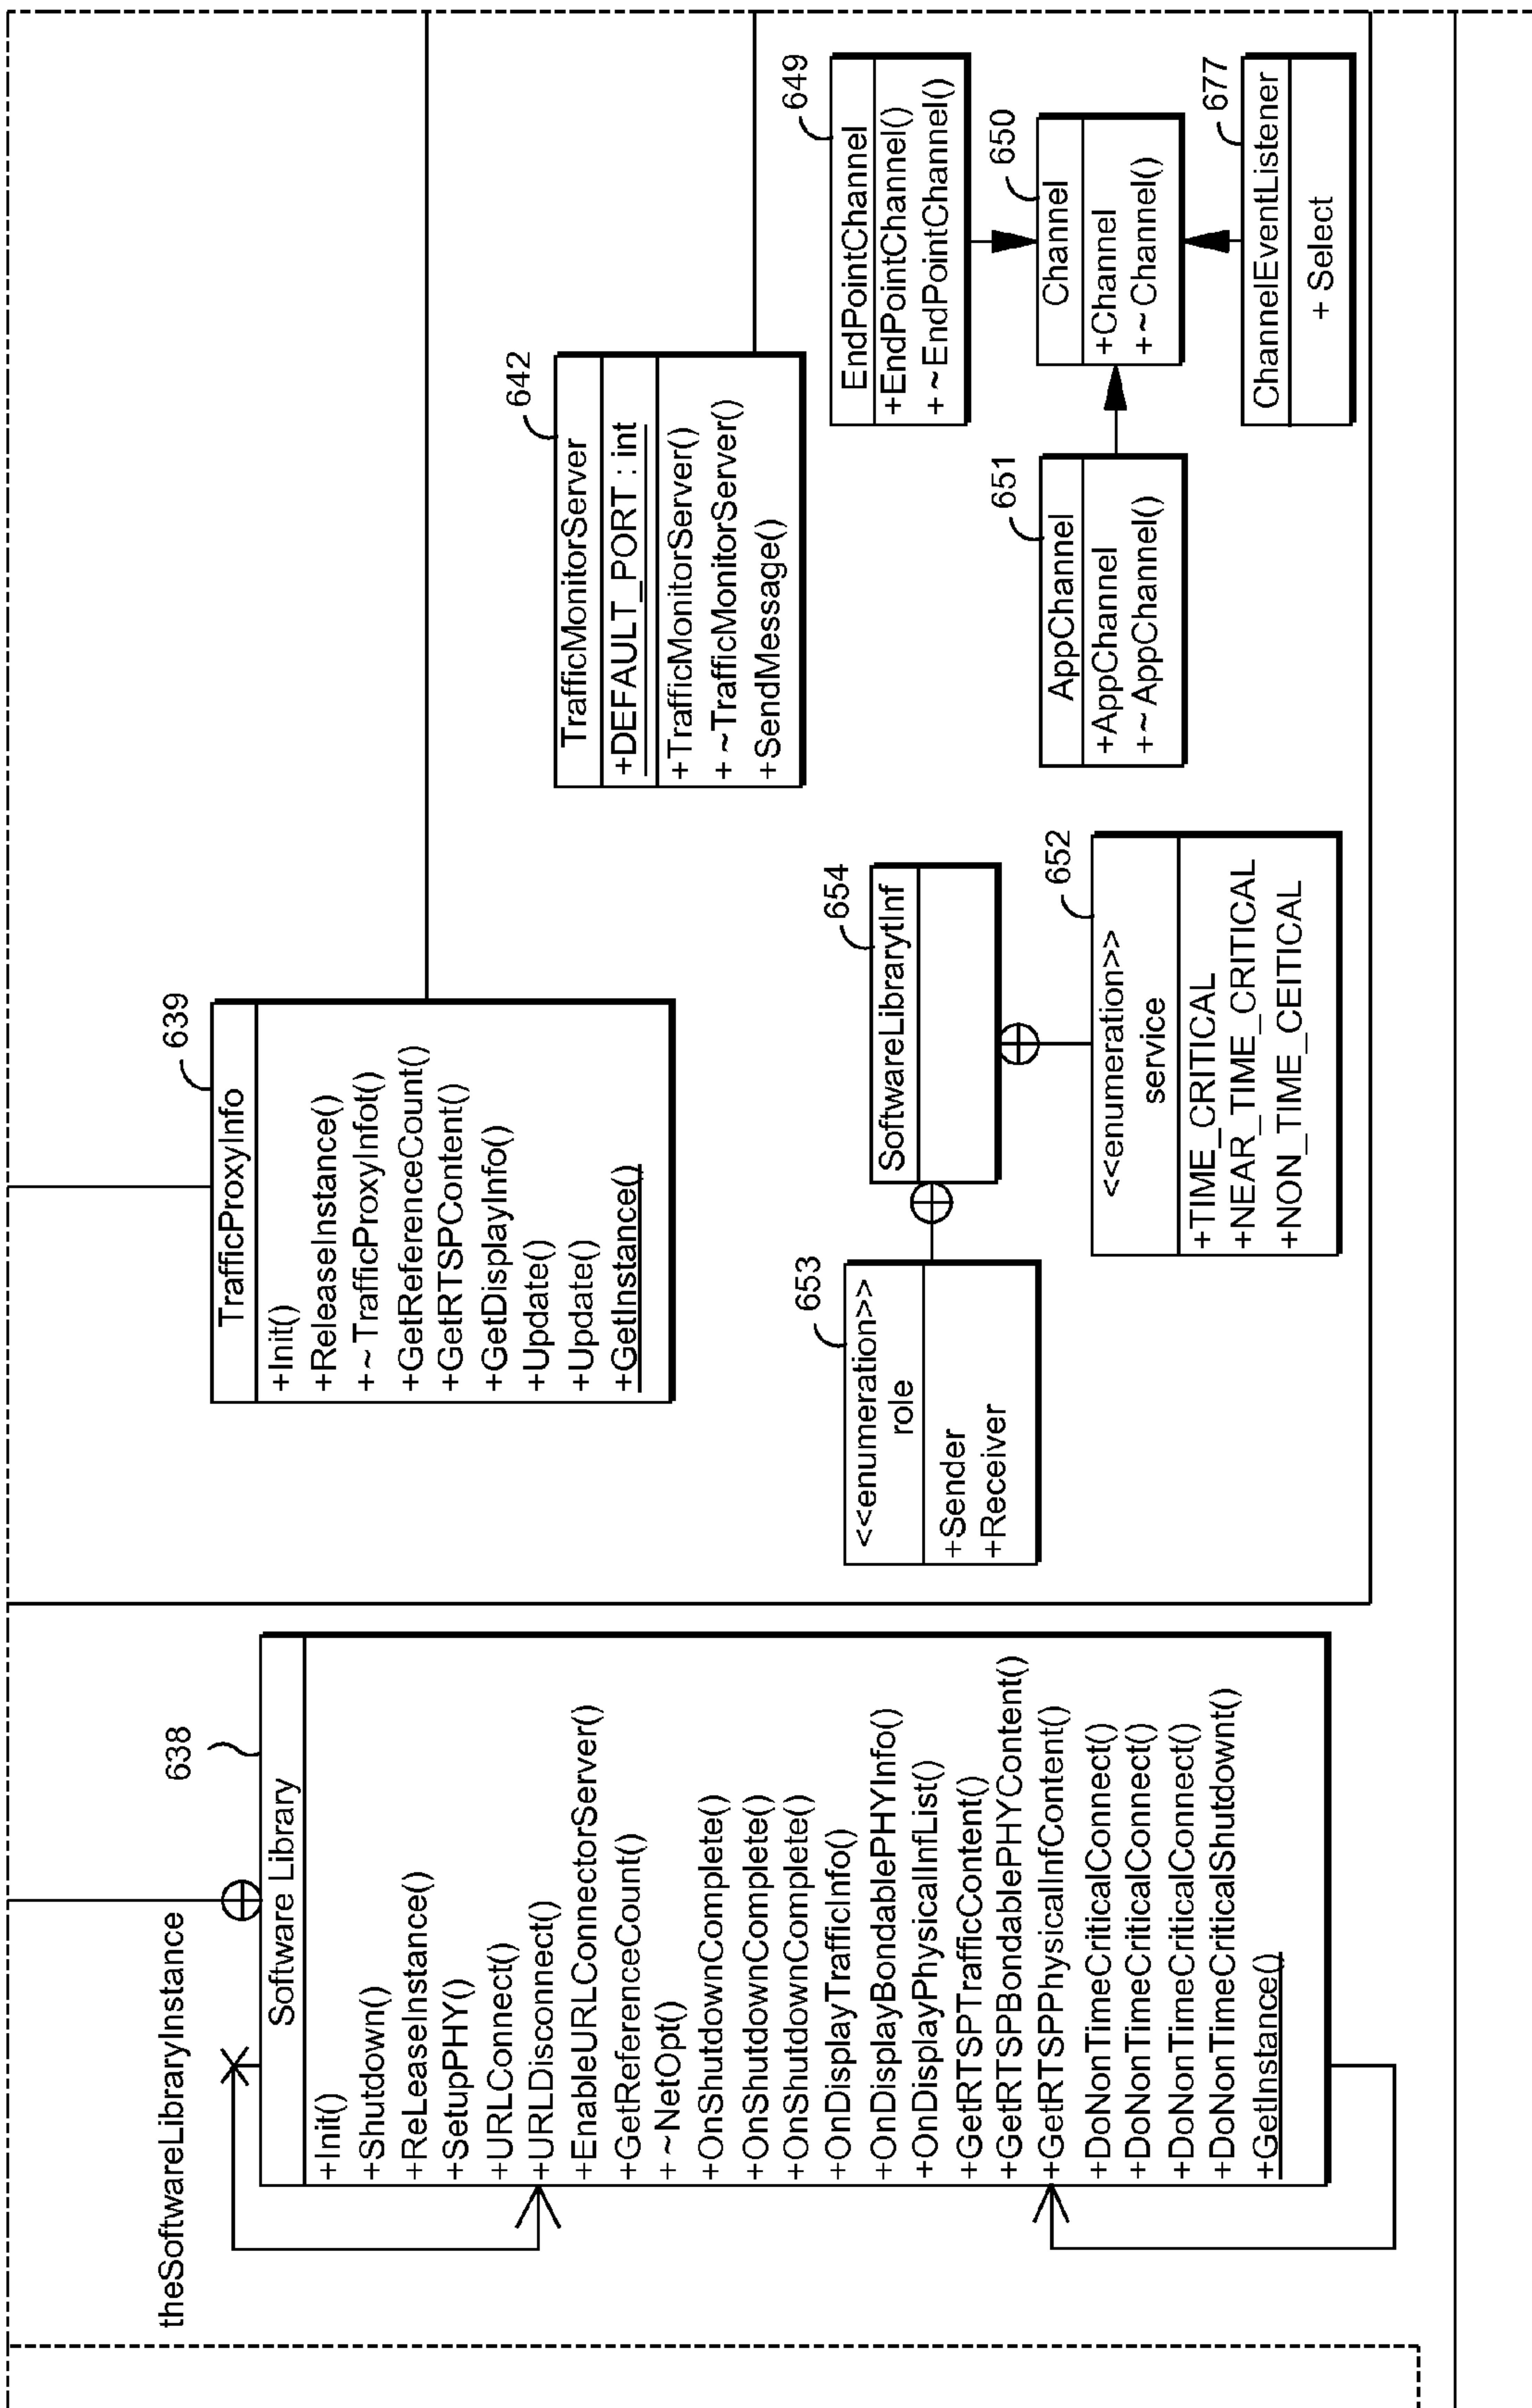 theSoftwareLibraryInstance
638
Software Library
+Init()
+Shutdown()
+ReLeaseInstance()
+SetupPHY()
+URLConnect()
+URLDisconnect()
+EnableURLConnectorServer()
+GetReferenceCount()
+~NetOpt()
+OnShutdownComplete()
+OnShutdownComplete()
+OnShutdownComplete()
+OnDisplayTrafficInfo()
+OnDisplayBondablePHYInfo()
+OnDisplayPhysicalInfList()
+GetRTSPTrafficContent()
+GetRTSPBondablePHYContent()
+GetRTSPPhysicalInfContent()
+DoNonTimeCriticalConnect()
+DoNonTimeCriticalConnect()
+DoNonTimeCriticalConnect()
+DoNonTimeCriticalShutdownt()
+GetInstance()
639
TrafficProxyInfo
+Init()
+ReleaseInstance()
+~TrafficProxyInfot()
+GetReferenceCount()
+GetRTSPContent()
+GetDisplayInfo()
+Update()
+Update()
+GetInstance()
653
<<enumeration>>
role
+Sender
+Receiver
654
SoftwareLibrarytInf
652
<<enumeration>>
service
+TIME_CRITICAL
+NEAR_TIME_CRITICAL
+NON_TIME_CEITICAL
642
TrafficMonitorServer
+DEFAULT_PORT : int
+TrafficMonitorServer()
+~TrafficMonitorServer()
+SendMessage()
651
AppChannel
+AppChannel
+~AppChannel()
649
EndPointChannel
+EndPointChannel()
+~EndPointChannel()
650
Channel
+Channel
+~Channel()
677
ChannelEventListener
+ Select